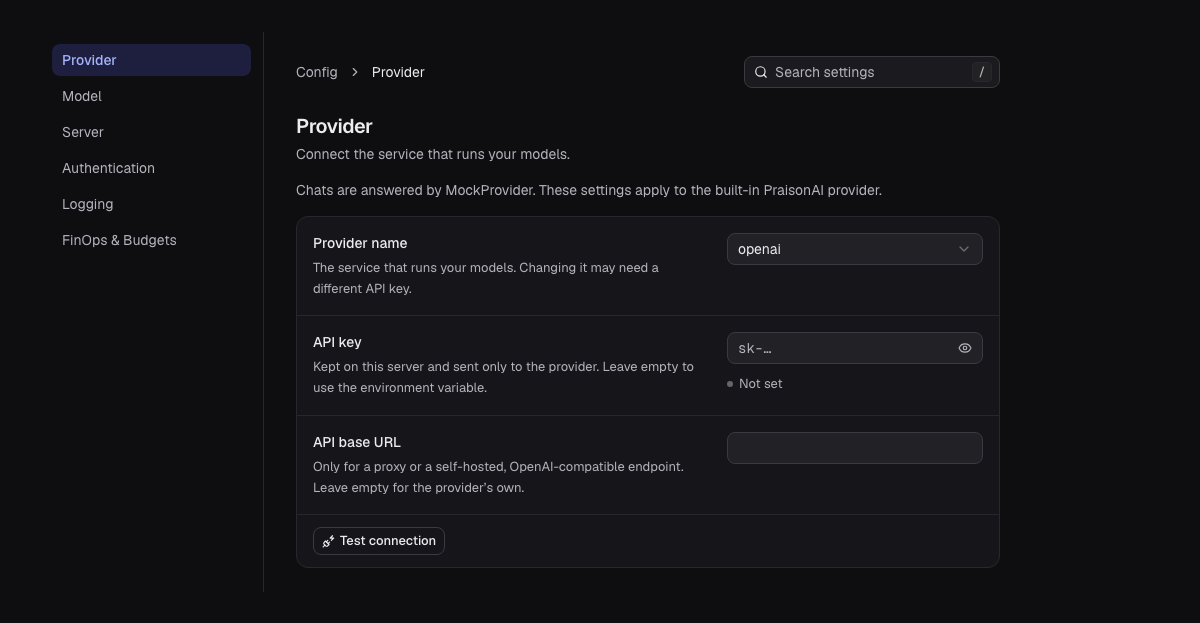 Provider
Model
Server
Authentication
Logging
FinOps & Budgets
Config > Provider
Search settings /
Provider
Connect the service that runs your models.
Chats are answered by MockProvider. These settings apply to the built-in PraisonAI provider.
Provider name
The service that runs your models. Changing it may need a
different API key.
openai
API key
Kept on this server and sent only to the provider. Leave empty to
use the environment variable.
sk-…
Not set
API base URL
Only for a proxy or a self-hosted, OpenAI-compatible endpoint.
Leave empty for the provider's own.
Test connection